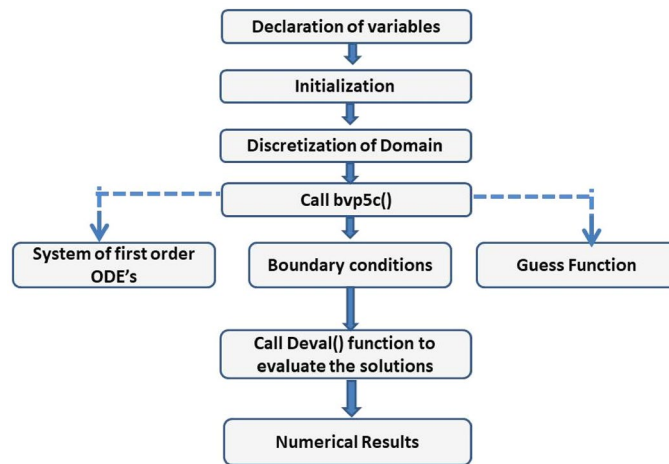 Declaration of variables
Initialization
Discretization of Domain
Call bvp5c()
System of first order
ODE's
Boundary conditions
Guess Function
Call Deval() function to
evaluate the solutions
Numerical Results